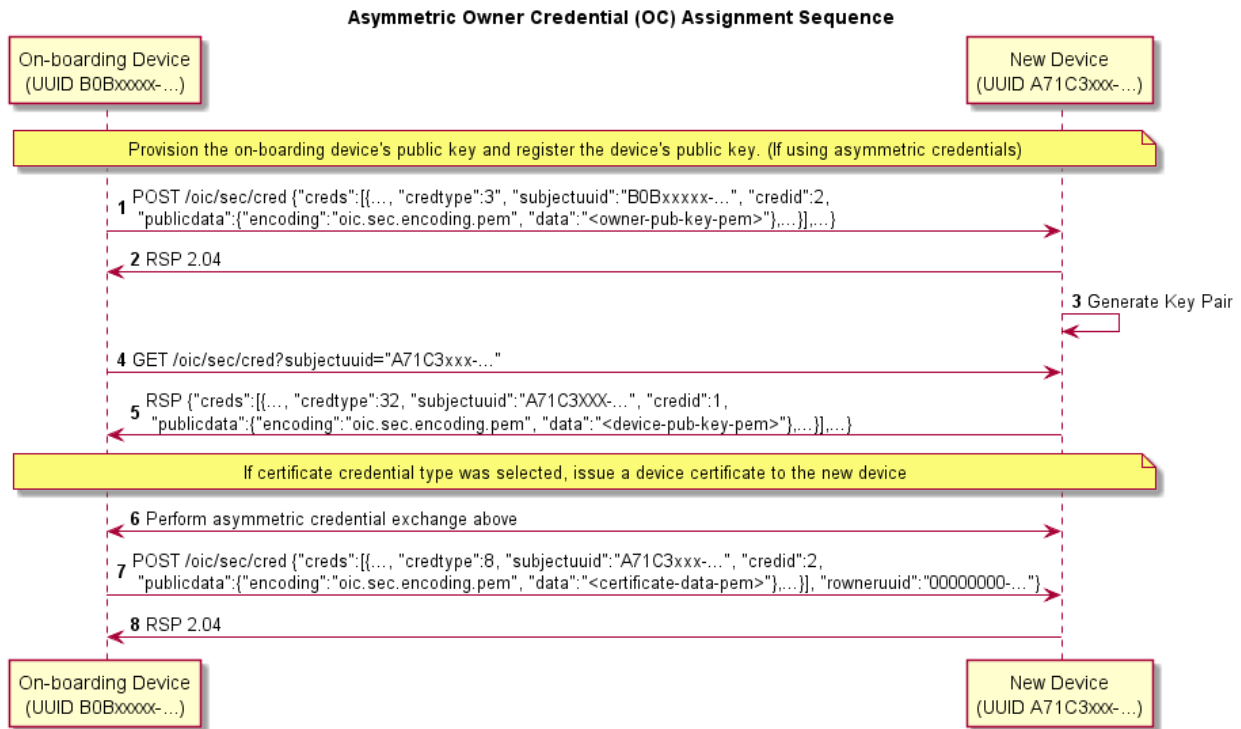 Asymmetric Owner Credential (OC) Assignment Sequence
On-boarding Device
(UUID B0Bxxxxx-...)
New Device
(UUID A71C3xxx-...)
Provision the on-boarding device's public key and register the device's public key. (If using asymmetric credentials)
1 POST /oic/sec/cred {"creds":[{..., "credtype":3", "subjectuuid":"B0Bxxxxx-...", "credid":2,
"publicdata":{"encoding":"oic.sec.encoding.pem", "data":"<owner-pub-key-pem>"},...}],...}
2 RSP 2.04
3 Generate Key Pair
4 GET /oic/sec/cred?subjectuuid="A71C3xxx-..."
5 RSP {"creds":[{..., "credtype":32, "subjectuuid":"A71C3XXX-...", "credid":1,
"publicdata":{"encoding":"oic.sec.encoding.pem", "data":"<device-pub-key-pem>"},...}],...}
If certificate credential type was selected, issue a device certificate to the new device
6 Perform asymmetric credential exchange above
7 POST /oic/sec/cred {"creds":[{..., "credtype":8, "subjectuuid":"A71C3xxx-...", "credid":2,
"publicdata":{"encoding":"oic.sec.encoding.pem", "data":"<certificate-data-pem>"},...}], "rowneruuid":"00000000-..."}
8 RSP 2.04
On-boarding Device
(UUID B0Bxxxxx-...)
New Device
(UUID A71C3xxx-...)